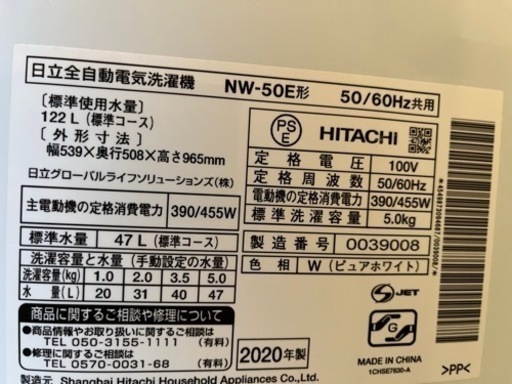 日立全自動電気洗濯機 NW-50E形 50/60Hz共用
〔標準使用水量〕
122 L (標準コース)
〔外形寸法〕
幅539×奥行508×高さ965mm
日立グローバルライフソリューションズ(株)
主電動機の定格消費電力 390/455W
標準水量 47 L (標準コース)
洗濯容量と水量 (手動設定の水量)
洗濯容量(kg) 1.0 2.0 3.5 5.0
水量(L) 20 31 40 47
PS E HITACHI
定格電圧 100V
定格周波数 50/60Hz
電動機の定格消費電力 390/455W
標準洗濯容量 5.0kg
製造番号 0039008
色相 W (ピュアホワイト)
商品に関するご相談や修理について
●商品情報やお取り扱いに関するご相談
TEL 050-3155-1111 (有料)
●修理に関するご相談
TEL 0570-0031-68 (有料)
2020年製
S-JET
G
MADE IN CHINA
1CHSE7630-A
>PP<
製造元 Shanghai Hitachi Household Appliances Co., Ltd.